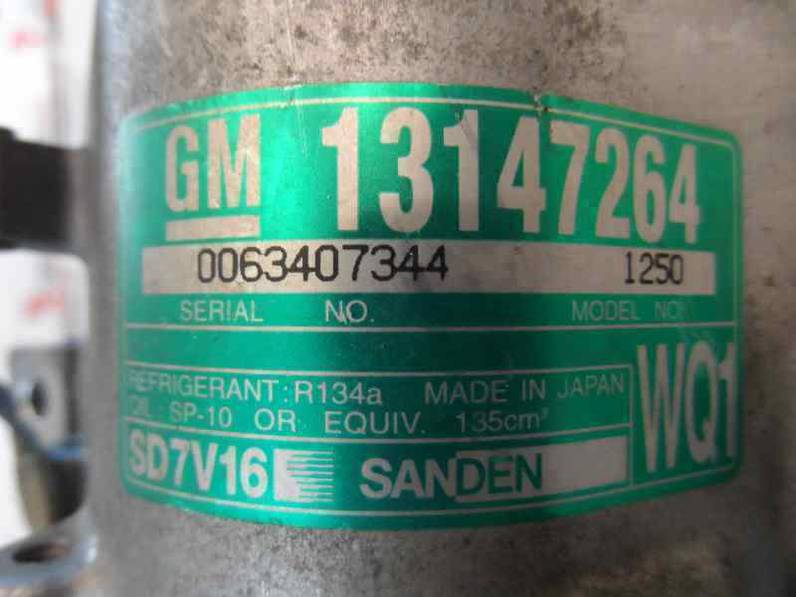 GM 13147264
0063407344 1250
SERIAL NO. MODEL NO.
REFRIGERANT: R134a MADE IN JAPAN
OIL SP-10 OR EQUIV. 135cm³
WQ1
SD7V16 SANDEN